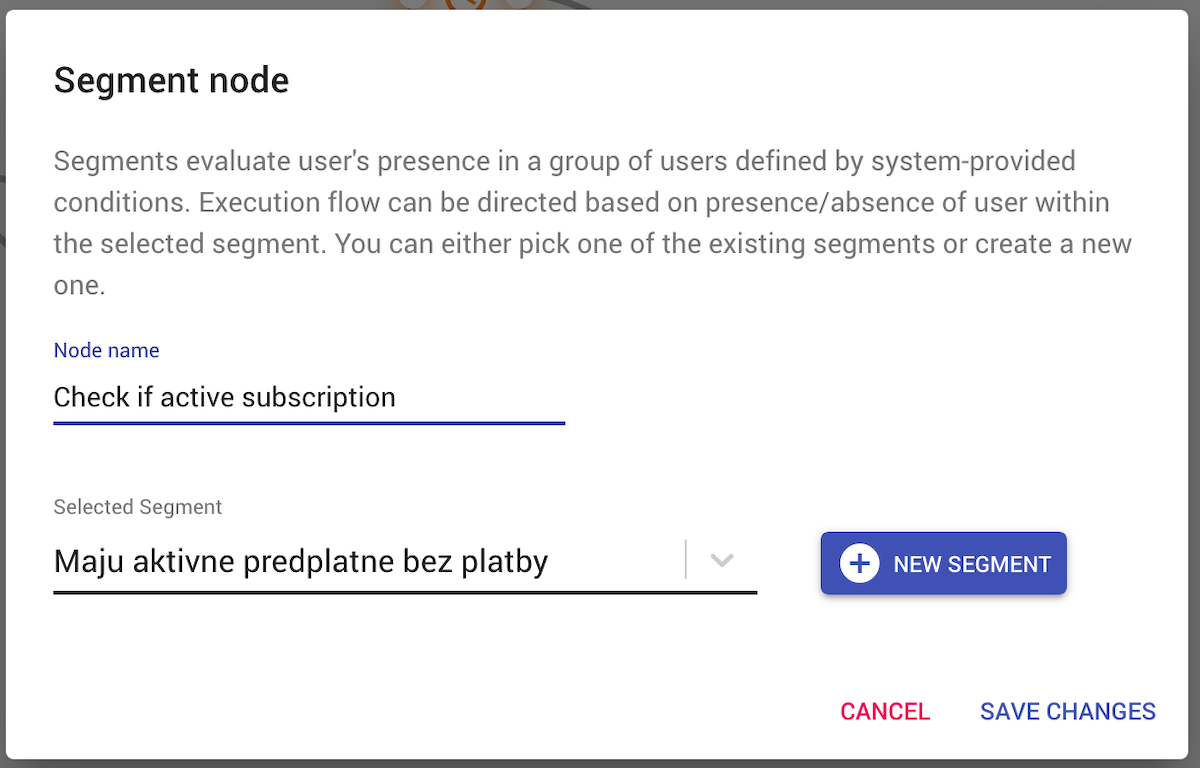 Segment node
Segments evaluate user's presence in a group of users defined by system-provided
conditions. Execution flow can be directed based on presence/absence of user within
the selected segment. You can either pick one of the existing segments or create a new
one.
Node name
Check if active subscription
Selected Segment
Maju aktivne predplatne bez platby
NEW SEGMENT
CANCEL SAVE CHANGES